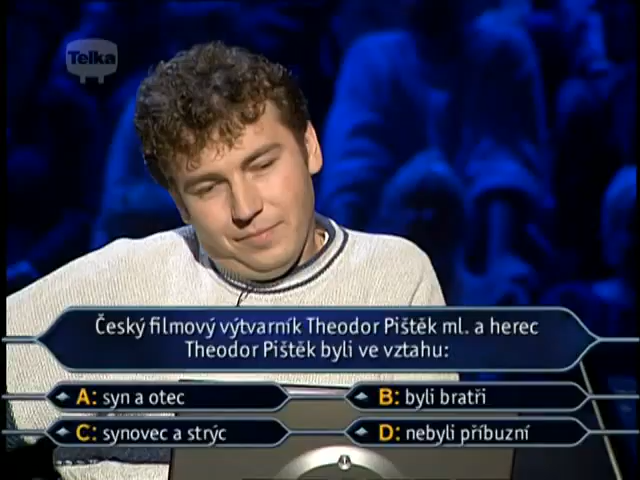 Telka
Český filmový výtvarník Theodor Pištěk ml. a herec
Theodor Pištěk byli ve vztahu:
A: syn a otec
B: byli bratři
C: synovec a strýc
D: nebyli příbuzní